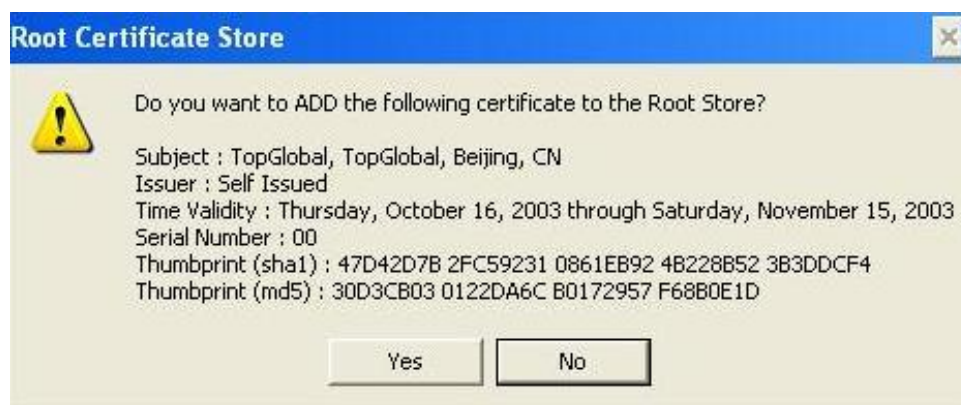 Root Certificate Store
Do you want to ADD the following certificate to the Root Store?
Subject : TopGlobal, TopGlobal, Beijing, CN
Issuer : Self Issued
Time Validity : Thursday, October 16, 2003 through Saturday, November 15, 2003
Serial Number : 00
Thumbprint (sha1) : 47D42D7B 2FC59231 0861EB92 4B228B52 3B3DDCF4
Thumbprint (md5) : 30D3CB03 0122DA6C B0172957 F68B0E1D
Yes No